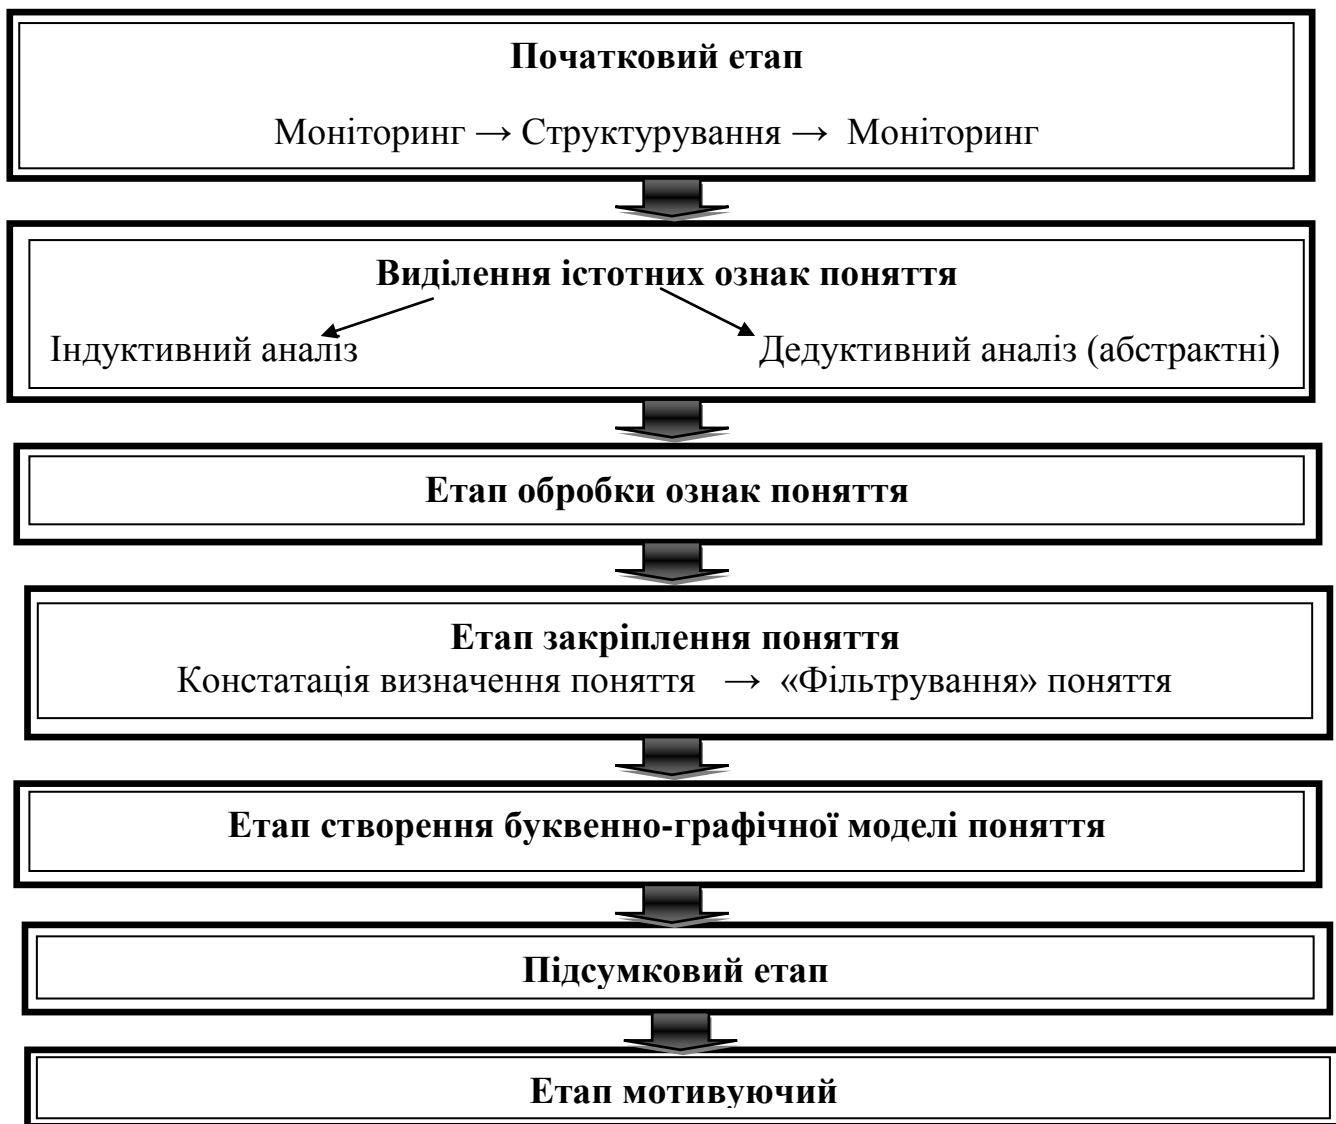 Початковий етап
Моніторинг → Структурування → Моніторинг
Виділення істотних ознак поняття
Індуктивний аналіз Дедуктивний аналіз (абстрактні)
Етап обробки ознак поняття
Етап закріплення поняття
Констатація визначення поняття → «Фільтрування» поняття
Етап створення буквенно-графічної моделі поняття
Підсумковий етап
Етап мотивуючий